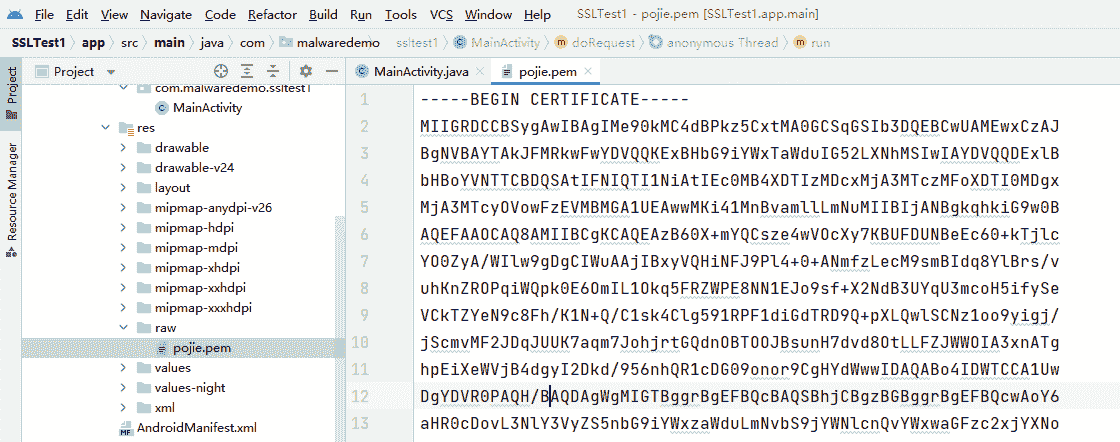 File Edit View Navigate Code Refactor Build Run Tools VCS Window Help SSLTest1 - pojie.pem [SSLTest1.app.main]
SSLTest1 app src main java com malwaredemo ssltest1 MainActivity doRequest anonymous Thread run
Project
Resource Manager
Project
com.malwaredemo.ssltest1
MainActivity
res
drawable
drawable-v24
layout
mipmap-anydpi-v26
mipmap-hdpi
mipmap-mdpi
mipmap-xhdpi
mipmap-xxhdpi
mipmap-xxxhdpi
raw
pojie.pem
values
values-night
xml
AndroidManifest.xml
MainActivity.java pojie.pem
1 -----BEGIN CERTIFICATE-----
2 MIIGRDCCBSygAwIBAgIMe90kMC4dBPkz5CxtMA0GCSqGSIb3DQEBCwUAMEwxCzAJ
3 BgNVBAYTAkJFMRkwFwYDVQQKExBHbG9iYWxTaWduIG52LXNhMSIwIAYDVQQDExlB
4 bHBoYVNTTCBDQSAtIFNIQTI1NiAtIEc0MB4XDTIzMDcxMjA3MTczMFoXDTI0MDgx
5 MjA3MTcyOVowFzEVMBMGA1UEAwwMKi41MnBvamllLmNuMIIBIjANBgkqhkiG9w0B
6 AQEFAAOCAQ8AMIIBCgKCAQEAzB60X+mYQCsze4wVOcXy7KBUFDUNBeEc60+kTjlc
7 YO0ZyA/WIlw9gDgCIWuAAjIBxyVQHiNFJ9Pl4+0+ANmfzLecM9smBIdq8YlBrs/v
8 uhKnZROPqiWQpk0E6OmIL1Okq5FRZWPE8NN1EJo9sf+X2NdB3UYqU3mcoH5ifySe
9 VCkTZYeN9c8Fh/K1N+Q/C1sk4Clg591RPF1diGdTRD9Q+pXLQwlSCNz1oo9yigj/
10 jScmvMF2JDqJUUK7aqm7JohjrtGQdnOBTOOJBsunH7dvd8OtLLFZJWWOIA3xnATg
11 hpEiXeWVjB4dgyI2Dkd/956nhQR1cDG09onor9CgHYdWwwIDAQABo4IDWTCCA1Uw
12 DgYDVR0PAQH/BAQDAgWgMIGTBggrBgEFBQcBAQSBhjCBgzBGBggrBgEFBQcwAoY6
13 aHR0cDovL3NlY3VyZS5nbG9iYWxzaWduLmNvbS9jYWNlcnQvYWxwaGFzc2xjYXNo